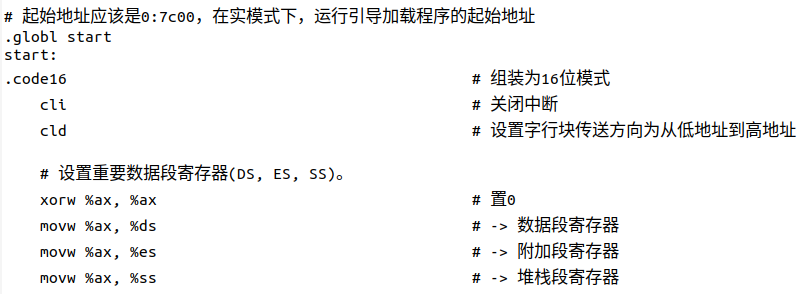 # 起始地址应该是0:7c00，在实模式下，运行引导加载程序的起始地址
.globl start
start:
.code16                                             # 组装为16位模式
    cli                                             # 关闭中断
    cld                                             # 设置字行块传送方向为从低地址到高地址
    # 设置重要数据段寄存器(DS, ES, SS)。
    xorw %ax, %ax                                   # 置0
    movw %ax, %ds                                   # -> 数据段寄存器
    movw %ax, %es                                   # -> 附加段寄存器
    movw %ax, %ss                                   # -> 堆栈段寄存器